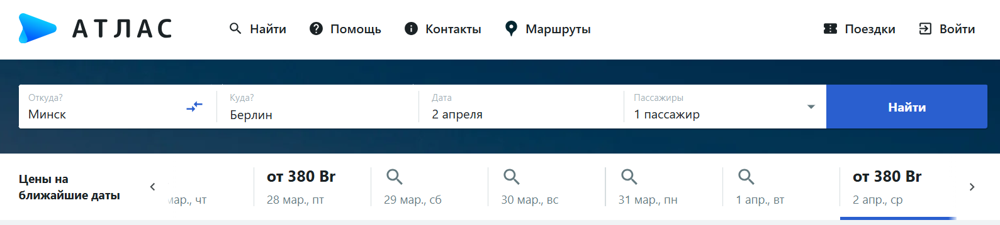 АТЛАС
Найти
Помощь
Контакты
Маршруты
Поездки
Войти
Откуда?
Минск
Куда?
Берлин
Дата
2 апреля
Пассажиры
1 пассажир
Найти
Цены на
ближайшие даты
мар., чт
от 380 Br
28 мар., пт
29 мар., сб
30 мар., вс
31 мар., пн
1 апр., вт
от 380 Br
2 апр., ср